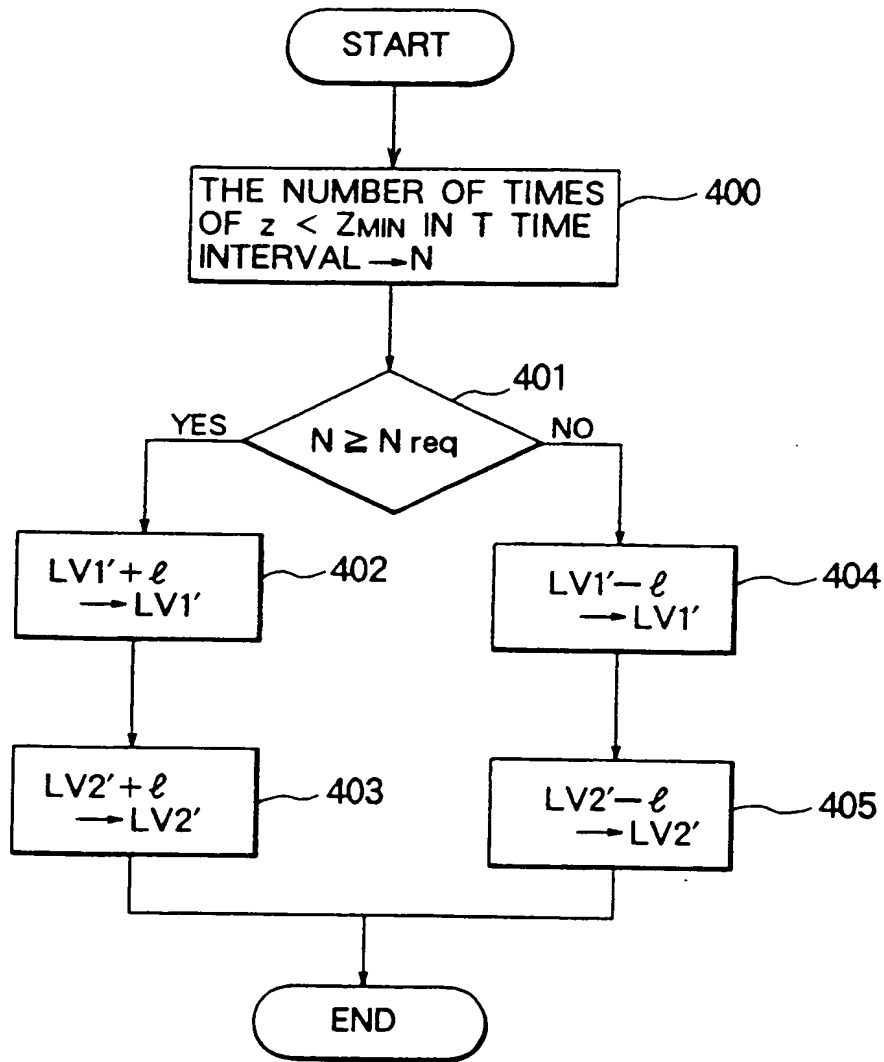 START
THE NUMBER OF TIMES
OF z < ZMIN IN T TIME
INTERVAL → N
400
401
YES
N ≧ N req
NO
LV1′+ℓ
→ LV1′
402
LV1′−ℓ
→ LV1′
404
LV2′+ℓ
→ LV2′
403
LV2′−ℓ
→ LV2′
405
END